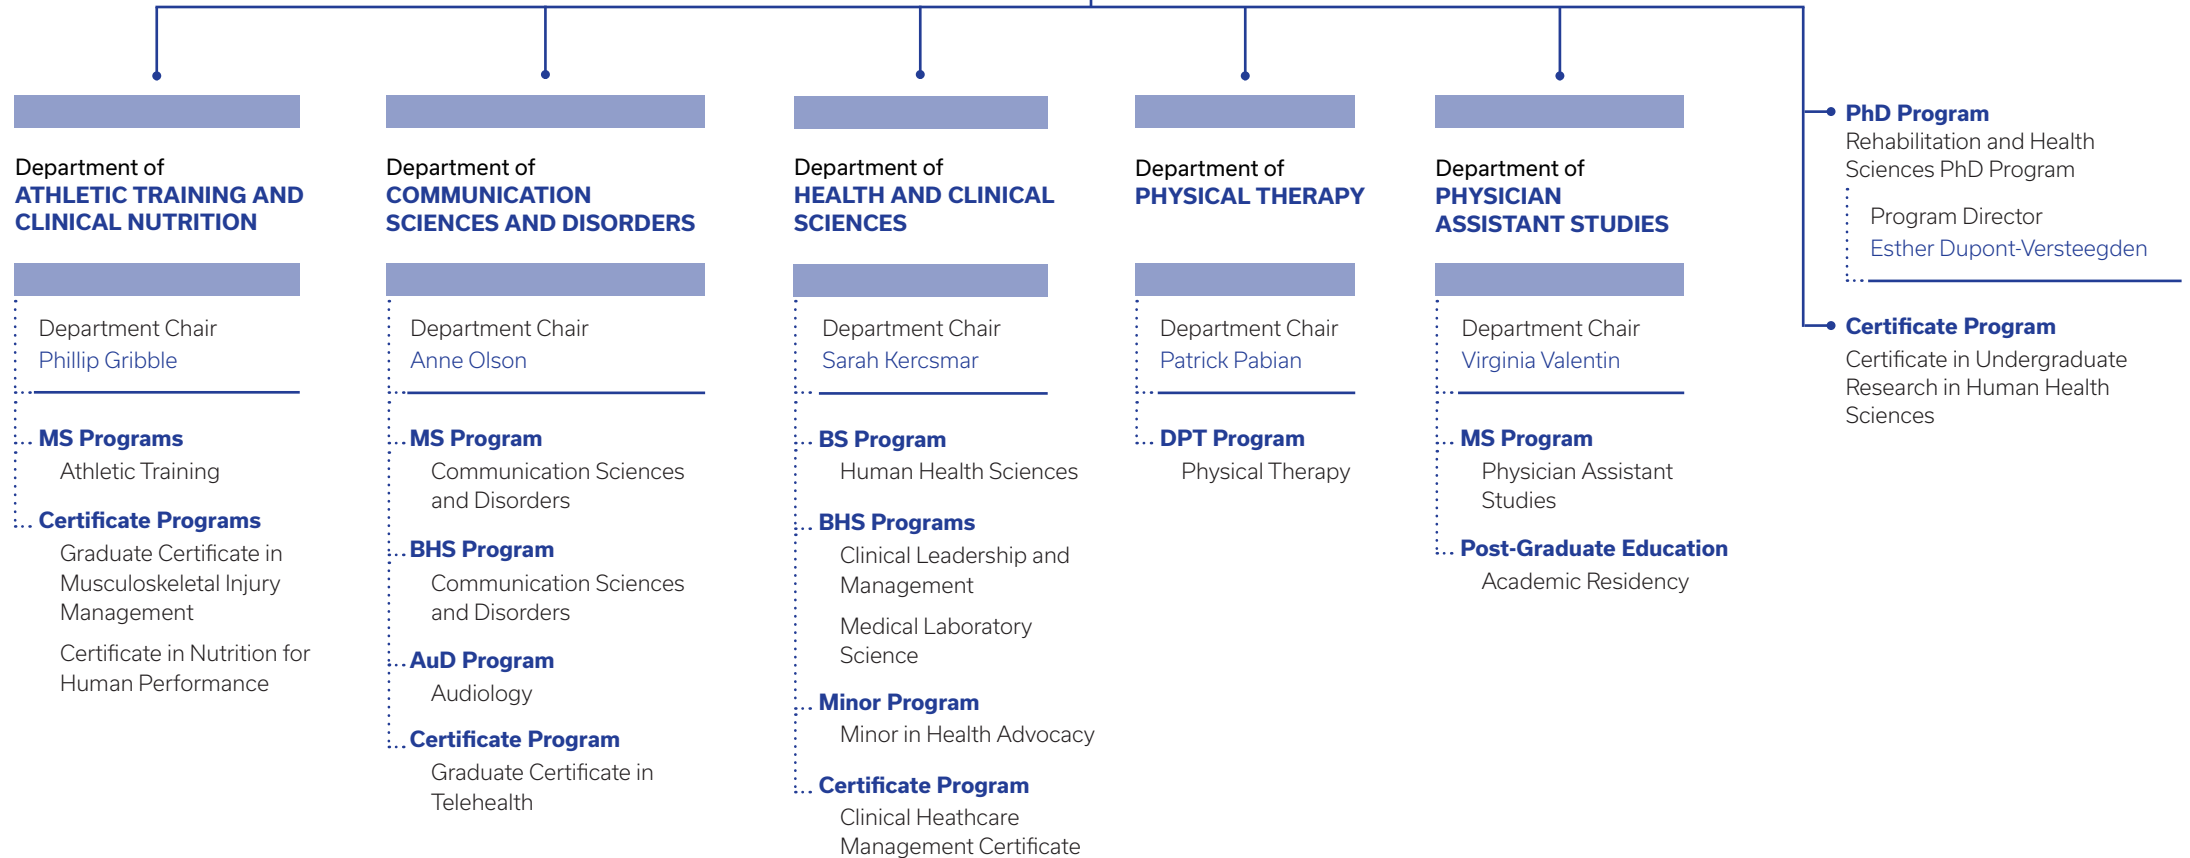 Department of
ATHLETIC TRAINING AND
CLINICAL NUTRITION
Department Chair
Phillip Gribble
MS Programs
Athletic Training
Certificate Programs
Graduate Certificate in
Musculoskeletal Injury
Management
Certificate in Nutrition for
Human Performance
Department of
COMMUNICATION
SCIENCES AND DISORDERS
Department Chair
Anne Olson
MS Program
Communication Sciences
and Disorders
BHS Program
Communication Sciences
and Disorders
AuD Program
Audiology
Certificate Program
Graduate Certificate in
Telehealth
Department of
HEALTH AND CLINICAL
SCIENCES
Department Chair
Sarah Kercsmar
BS Program
Human Health Sciences
BHS Programs
Clinical Leadership and
Management
Medical Laboratory
Science
Minor Program
Minor in Health Advocacy
Certificate Program
Clinical Heathcare
Management Certificate
Department of
PHYSICAL THERAPY
Department Chair
Patrick Pabian
DPT Program
Physical Therapy
Department of
PHYSICIAN
ASSISTANT STUDIES
Department Chair
Virginia Valentin
MS Program
Physician Assistant
Studies
Post-Graduate Education
Academic Residency
PhD Program
Rehabilitation and Health
Sciences PhD Program
Program Director
Esther Dupont-Versteegden
Certificate Program
Certificate in Undergraduate
Research in Human Health
Sciences